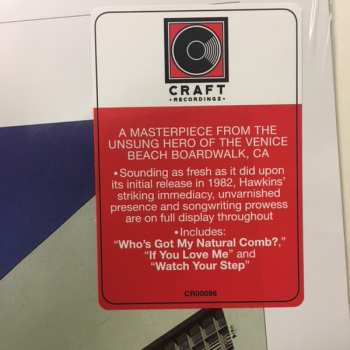 CRAFT
• RECORDINGS •
A MASTERPIECE FROM THE
UNSUNG HERO OF THE VENICE
BEACH BOARDWALK, CA
• Sounding as fresh as it did upon
its initial release in 1982, Hawkins'
striking immediacy, unvarnished
presence and songwriting prowess
are on full display throughout
• Includes:
“Who's Got My Natural Comb?,”
“If You Love Me” and
“Watch Your Step”
CR00096